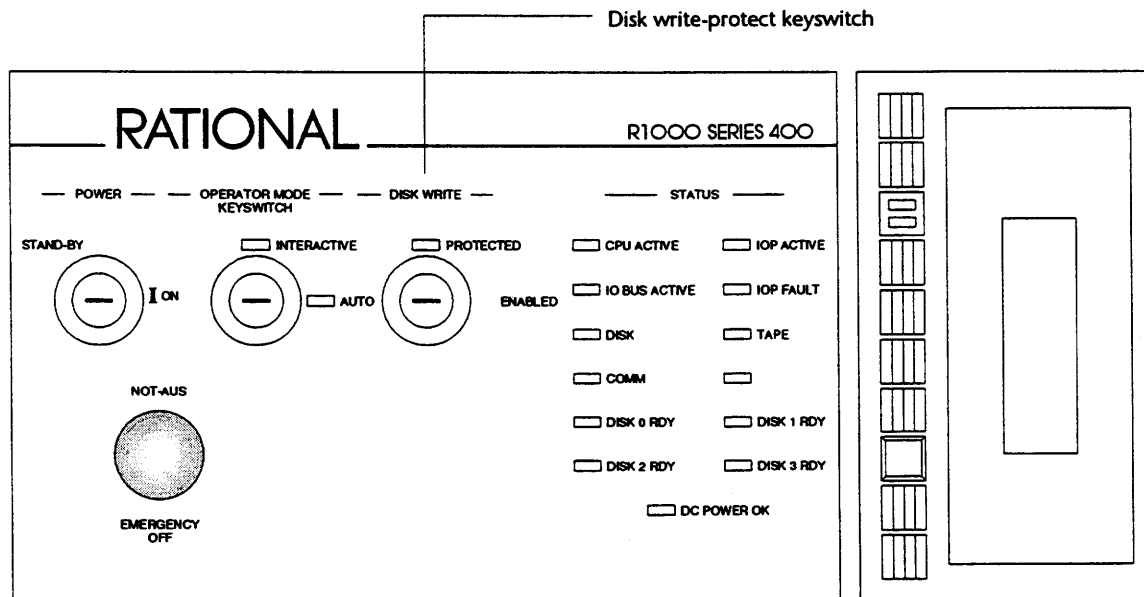 Disk write-protect keyswitch
RATIONAL
R1000 SERIES 400
POWER
OPERATOR MODE
KEYSWITCH
DISK WRITE
STATUS
STAND-BY
INTERACTIVE
PROTECTED
I ON
AUTO
ENABLED
CPU ACTIVE
IOP ACTIVE
IO BUS ACTIVE
IOP FAULT
DISK
TAPE
COMM
DISK 0 RDY
DISK 1 RDY
DISK 2 RDY
DISK 3 RDY
DC POWER OK
NOT-AUS
EMERGENCY
OFF